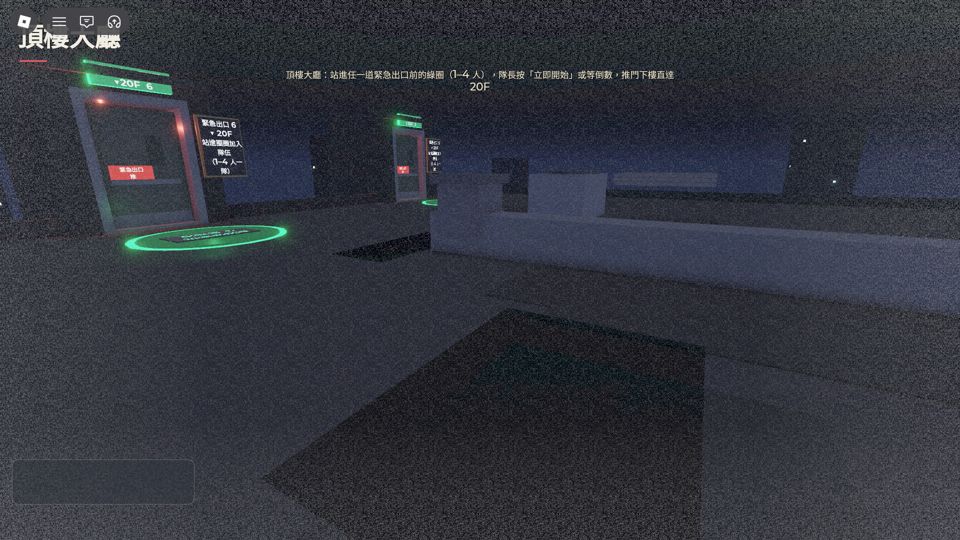 頂樓大廳
頂樓大廳：站進任一道緊急出口前的綠圈（1–4 人），隊長按「立即開始」或等倒數，推門下樓直達
20F
▼20F 6
緊急出口 6
▼ 20F
站進圈圈加入
隊伍
（1–4 人一
隊）
緊急出口
推